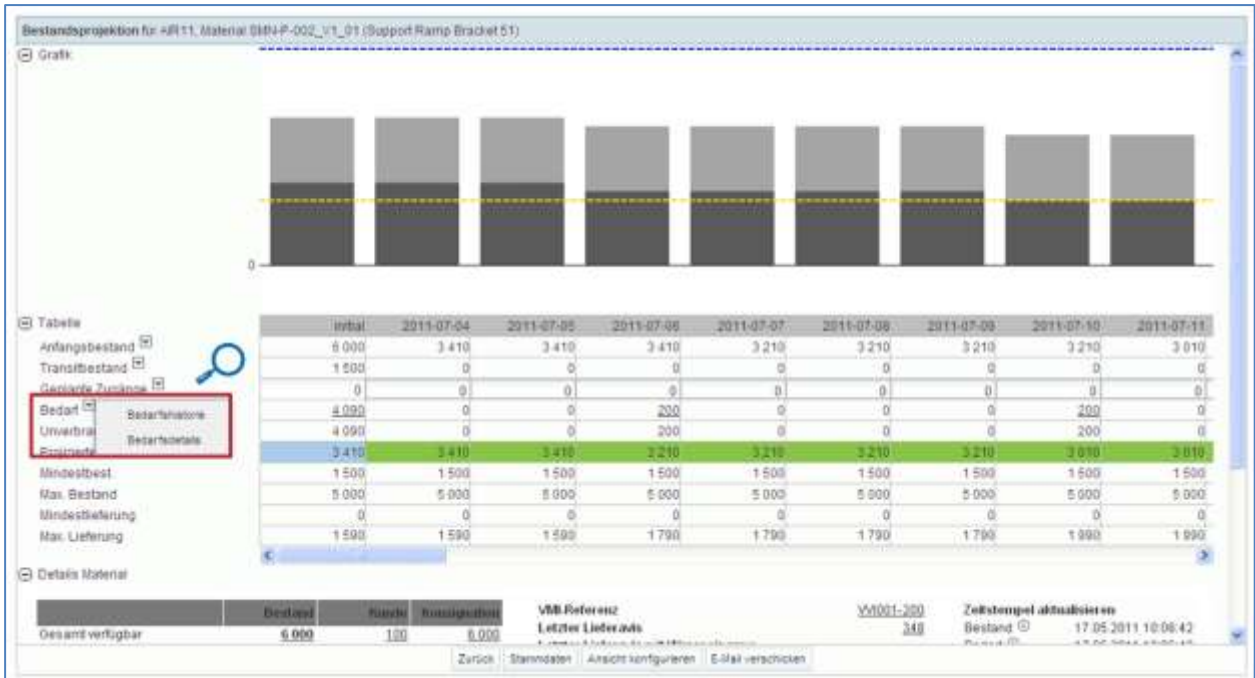 Bestandsprojektion für AIR11, Material SMN-P-002_V1_01 (Support Ramp Bracket 51)
Grafik
0
Tabelle initial 2011-07-04 2011-07-05 2011-07-06 2011-07-07 2011-07-08 2011-07-09 2011-07-10 2011-07-11
Anfangsbestand 6 000 3 410 3 410 3 410 3 210 3 210 3 210 3 210 3 010
Transitbestand 1 500 0 0 0 0 0 0 0 0
Geplante Zugänge 0 0 0 0 0 0 0 0 0
Bedarf 4 090 0 0 200 0 0 0 200 0
Bedarfshistorie
Unverbrau 4 090 0 0 200 0 0 0 200 0
Bedarfsdetails
Projizierte 3 410 3 410 3 410 3 210 3 210 3 210 3 210 3 010 3 010
Mindestbest. 1 500 1 500 1 500 1 500 1 500 1 500 1 500 1 500 1 500
Max. Bestand 5 000 5 000 5 000 5 000 5 000 5 000 5 000 5 000 5 000
Mindestlieferung 0 0 0 0 0 0 0 0 0
Max. Lieferung 1 590 1 590 1 590 1 790 1 790 1 790 1 790 1 990 1 990
Details Material
Bestand Kunde Konsignation VMI-Referenz VVI001-200 Zeitstempel aktualisieren
Gesamt verfügbar 6.000 100 6.000 Letzter Lieferavis 348 Bestand 17.05.2011 10:06:42
Zurück Stammdaten Ansicht konfigurieren E-Mail verschicken